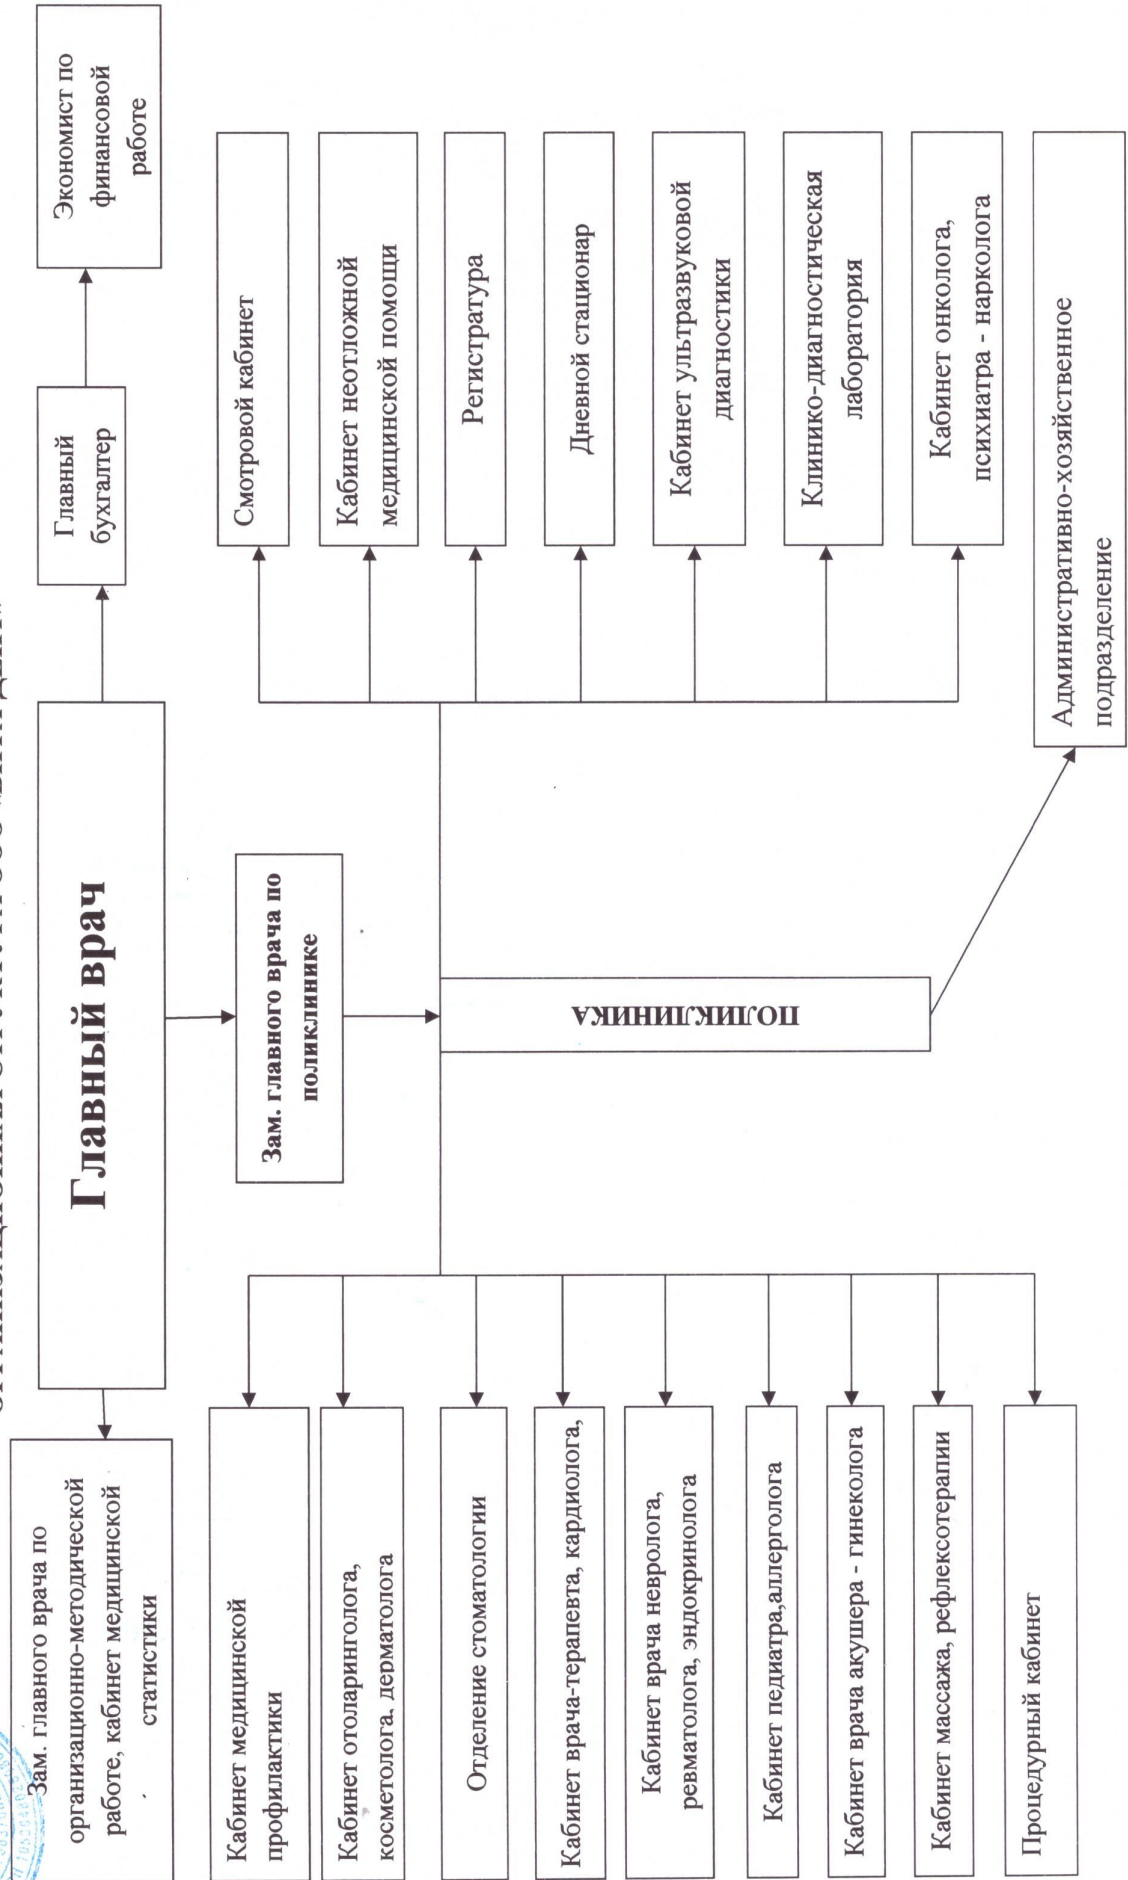 Зам. главного врача по
организационно-методической
работе, кабинет медицинской
статистики
Главный врач
Главный
бухгалтер
Экономист по
финансовой
работе
Зам. главного врача по
поликлинике
ПОЛИКЛИНИКА
Кабинет медицинской
профилактики
Кабинет отоларинголога,
косметолога. дерматолога
Отделение стоматологии
Кабинет врача-терапевта, кардиолога,
Кабинет врача невролога,
ревматолога, эндокринолога
Кабинет педиатра,аллерголога
Кабинет врача акушера - гинеколога
Кабинет массажа, рефлексотерапии
Процедурный кабинет
Смотровой кабинет
Кабинет неотложной
медицинской помощи
Регистратура
Дневной стационар
Кабинет ультразвуковой
диагностики
Клинико-диагностическая
лаборатория
Кабинет онколога,
психиатра - нарколога
Административно-хозяйственное
подразделение